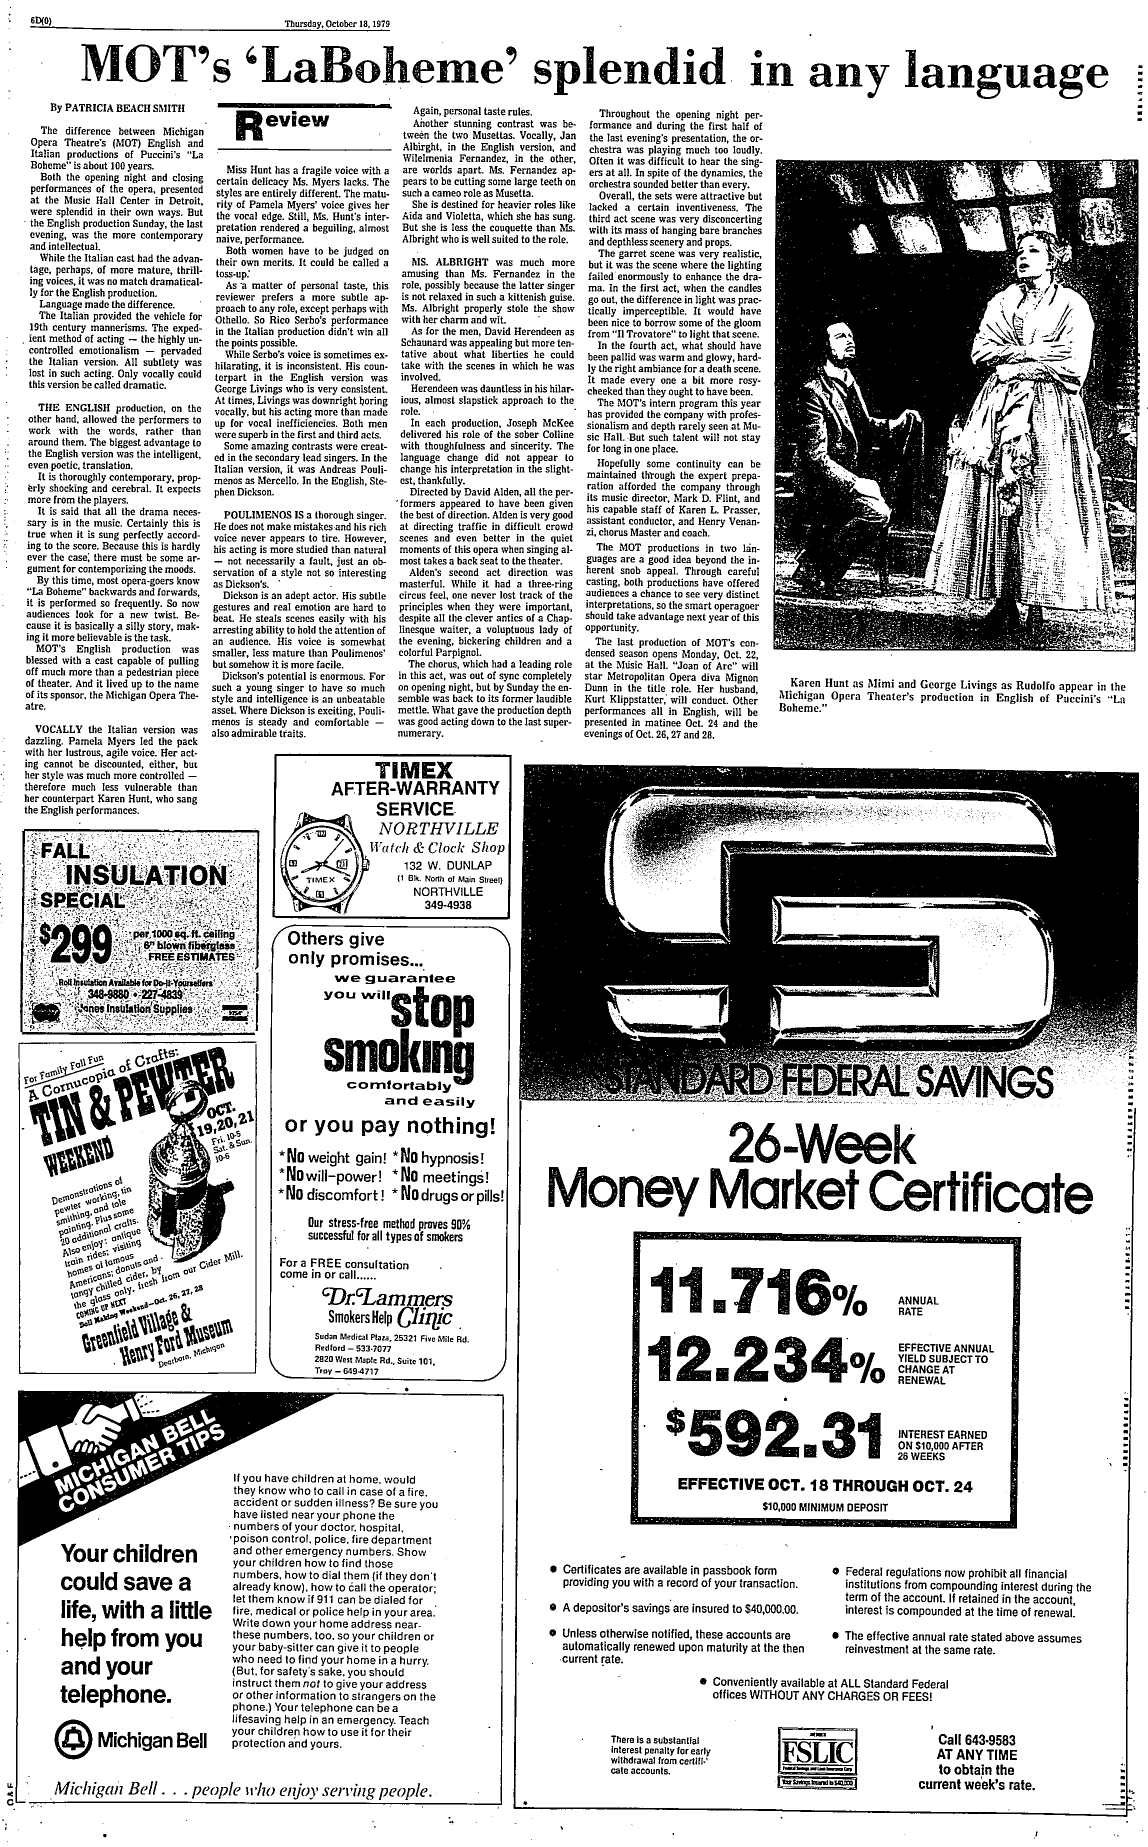 6D(O)
Thursday, October 18, 1979
MOT's 'LaBoheme' splendid in any language
By PATRICIA BEACH SMITH
The difference between Michigan
Opera Theatre's (MOT) English and
Italian productions of Puccini's "La
Boheme" is about 100 years.
Both the opening night and closing
performances of the opera, presented
at the Music Hall Center in Detroit,
were splendid in their own ways. But
the English production Sunday, the last
evening, was the more contemporary
and intellectual.
While the Italian cast had the advan-
tage, perhaps, of more mature, thrill-
ing voices, it was no match dramatical-
ly for the English production.
Language made the difference.
The Italian provided the vehicle for
19th century mannerisms. The exped-
ient method of acting — the highly un-
controlled emotionalism — pervaded
the Italian version. All subtlety was
lost in such acting. Only vocally could
this version be called dramatic.
THE ENGLISH production, on the
other hand, allowed the performers to
work with the words, rather than
around them. The biggest advantage to
the English version was the intelligent,
even poetic, translation.
It is thoroughly contemporary, prop-
erly shocking and cerebral. It expects
more from the players.
It is said that all the drama neces-
sary is in the music. Certainly this is
true when it is sung perfectly accord-
ing to the score. Because this is hardly
ever the case, there must be some ar-
gument for contemporizing the moods.
By this time, most opera-goers know
"La Boheme" backwards and forwards,
it is performed so frequently. So now
audiences look for a new twist. Be-
cause it is basically a silly story, mak-
ing it more believable is the task.
MOT's English production was
blessed with a cast capable of pulling
off much more than a pedestrian piece
of theater. And it lived up to the name
of its sponsor, the Michigan Opera The-
atre.
VOCALLY the Italian version was
dazzling. Pamela Myers led the pack
with her lustrous, agile voice. Her act-
ing cannot be discounted, either, but
her style was much more controlled —
therefore much less vulnerable than
her counterpart Karen Hunt, who sang
the English performances.
Review
Miss Hunt has a fragile voice with a
certain delicacy Ms. Myers lacks. The
styles are entirely different. The matu-
rity of Pamela Myers' voice gives her
the vocal edge. Still, Ms. Hunt's inter-
pretation rendered a beguiling, almost
naive, performance.
Both women have to be judged on
their own merits. It could be called a
toss-up.
As a matter of personal taste, this
reviewer prefers a more subtle ap-
proach to any role, except perhaps with
Othello. So Rico Serbo's performance
in the Italian production didn't win all
the points possible.
While Serbo's voice is sometimes ex-
hilarating, it is inconsistent. His coun-
terpart in the English version was
George Livings who is very consistent.
At times, Livings was downright boring
vocally, but his acting more than made
up for vocal inefficiencies. Both men
were superb in the first and third acts.
Some amazing contrasts were creat-
ed in the secondary lead singers. In the
Italian version, it was Andreas Pouli-
menos as Mercello. In the English, Ste-
phen Dickson.
POULIMENOS IS a thorough singer.
He does not make mistakes and his rich
voice never appears to tire. However,
his acting is more studied than natural
— not necessarily a fault, just an ob-
servation of a style not so interesting
as Dickson's.
Dickson is an adept actor. His subtle
gestures and real emotion are hard to
beat. He steals scenes easily with his
arresting ability to hold the attention of
an audience. His voice is somewhat
smaller, less mature than Poulimenos'
but somehow it is more facile.
Dickson's potential is enormous. For
such a young singer to have so much
style and intelligence is an unbeatable
asset. Where Dickson is exciting, Pouli-
menos is steady and comfortable —
also admirable traits.
Again, personal taste rules.
Another stunning contrast was be-
tween the two Musettas. Vocally, Jan
Albirght, in the English version, and
Wilelmenia Fernandez, in the other,
are worlds apart. Ms. Fernandez ap-
pears to be cutting some large teeth on
such a cameo role as Musetta.
She is destined for heavier roles like
Aida and Violetta, which she has sung.
But she is less the couquette than Ms.
Albright who is well suited to the role.
MS. ALBRIGHT was much more
amusing than Ms. Fernandez in the
role, possibly because the latter singer
is not relaxed in such a kittenish guise.
Ms. Albright properly stole the show
with her charm and wit.
As for the men, David Herendeen as
Schaunard was appealing but more ten-
tative about what liberties he could
take with the scenes in which he was
involved.
Herendeen was dauntless in his hilar-
ious, almost slapstick approach to the
role.
In each production, Joseph McKee
delivered his role of the sober Colline
with thoughtfulness and sincerity. The
language change did not appear to
change his interpretation in the slight-
est, thankfully.
Directed by David Alden, all the per-
formers appeared to have been given
the best of direction. Alden is very good
at directing traffic in difficult crowd
scenes and even better in the quiet
moments of this opera when singing al-
most takes a back seat to the theater.
Alden's second act direction was
masterful. While it had a three-ring
circus feel, one never lost track of the
principles when they were important,
despite all the clever antics of a Chap-
linesque waiter, a voluptuous lady of
the evening, bickering children and a
colorful Parpignol.
The chorus, which had a leading role
in this act, was out of sync completely
on opening night, but by Sunday the en-
semble was back to its former laudible
mettle. What gave the production depth
was good acting down to the last super-
numerary.
Throughout the opening night per-
formance and during the first half of
the last evening's presentation, the or-
chestra was playing much too loudly.
Often it was difficult to hear the sing-
ers at all. In spite of the dynamics, the
orchestra sounded better than every.
Overall, the sets were attractive but
lacked a certain inventiveness. The
third act scene was very disconcerting
with its mass of hanging bare branches
and depthless scenery and props.
The garret scene was very realistic,
but it was the scene where the lighting
failed enormously to enhance the dra-
ma. In the first act, when the candles
go out, the difference in light was prac-
tically imperceptible. It would have
been nice to borrow some of the gloom
from "Il Trovatore" to light that scene.
In the fourth act, what should have
been pallid was warm and glowy, hard-
ly the right ambiance for a death scene.
It made every one a bit more rosy-
cheeked than they ought to have been.
The MOT's intern program this year
has provided the company with profes-
sionalism and depth rarely seen at Mu-
sic Hall. But such talent will not stay
for long in one place.
Hopefully some continuity can be
maintained through the expert prepa-
ration afforded the company through
its music director, Mark D. Flint, and
his capable staff of Karen L. Prasser,
assistant conductor, and Henry Venan-
zi, chorus Master and coach.
The MOT productions in two lan-
guages are a good idea beyond the in-
herent snob appeal. Through careful
casting, both productions have offered
audiences a chance to see very distinct
interpretations, so the smart operagoer
should take advantage next year of this
opportunity.
The last production of MOT's con-
densed season opens Monday, Oct. 22,
at the Music Hall. "Joan of Arc" will
star Metropolitan Opera diva Mignon
Dunn in the title role. Her husband,
Kurt Klippstatter, will conduct. Other
performances all in English, will be
presented in matinee Oct. 24 and the
evenings of Oct. 26, 27 and 28.
Karen Hunt as Mimi and George Livings as Rudolfo appear in the
Michigan Opera Theater's production in English of Puccini's "La
Boheme."
FALL
INSULATION
SPECIAL
$299
per 1000 sq. ft. ceiling
6" blown fiberglass
FREE ESTIMATES
Roll Insulation Available for Do-It-Yourselfers
348-9880 • 227-4839
Jones Insulation Supplies
TIMEX
AFTER-WARRANTY
SERVICE
NORTHVILLE
Watch & Clock Shop
132 W. DUNLAP
(1 Blk. North of Main Street)
NORTHVILLE
349-4938
TIMEX
For Family Fall Fun
A Cornucopia of Crafts:
TIN & PEWTER
WEEKEND
OCT.
19, 20, 21
Fri. 10-5
Sat. & Sun.
10-6
Demonstrations of
pewter working, tin
smithing, and tole
painting. Plus some
20 additional crafts.
Also enjoy: antique
train rides; visiting
homes of famous
Americans; donuts and
tangy chilled cider, by
the glass only, fresh from our Cider Mill.
COMING UP NEXT
Doll Making Weekend—Oct. 26, 27, 28
Greenfield Village &
Henry Ford Museum
Dearborn, Michigan
Others give
only promises...
we guarantee
you will stop
smoking
comfortably
and easily
or you pay nothing!
*No weight gain! *No hypnosis!
*No will-power! *No meetings!
*No discomfort! *No drugs or pills!
Our stress-free method proves 90%
successful for all types of smokers
For a FREE consultation
come in or call......
Dr. Lammers
Smokers Help Clinic
Sudan Medical Plaza, 25321 Five Mile Rd.
Redford — 533-7077
2820 West Maple Rd., Suite 101,
Troy — 649-4717
MICHIGAN BELL
CONSUMER TIPS
Your children
could save a
life, with a little
help from you
and your
telephone.
Michigan Bell
If you have children at home, would
they know who to call in case of a fire,
accident or sudden illness? Be sure you
have listed near your phone the
numbers of your doctor, hospital,
poison control, police, fire department
and other emergency numbers. Show
your children how to find those
numbers, how to dial them (if they don't
already know), how to call the operator;
let them know if 911 can be dialed for
fire, medical or police help in your area.
Write down your home address near-
these numbers, too, so your children or
your baby-sitter can give it to people
who need to find your home in a hurry.
(But, for safety's sake, you should
instruct them not to give your address
or other information to strangers on the
phone.) Your telephone can be a
lifesaving help in an emergency. Teach
your children how to use it for their
protection and yours.
Michigan Bell . . . people who enjoy serving people.
STANDARD FEDERAL SAVINGS
26-Week
Money Market Certificate
11.716% ANNUAL
RATE
12.234% EFFECTIVE ANNUAL
YIELD SUBJECT TO
CHANGE AT
RENEWAL
$592.31 INTEREST EARNED
ON $10,000 AFTER
26 WEEKS
EFFECTIVE OCT. 18 THROUGH OCT. 24
$10,000 MINIMUM DEPOSIT
• Certificates are available in passbook form
providing you with a record of your transaction.
• A depositor's savings are insured to $40,000.00.
• Unless otherwise notified, these accounts are
automatically renewed upon maturity at the then
current rate.
• Federal regulations now prohibit all financial
institutions from compounding interest during the
term of the account. If retained in the account,
interest is compounded at the time of renewal.
• The effective annual rate stated above assumes
reinvestment at the same rate.
• Conveniently available at ALL Standard Federal
offices WITHOUT ANY CHARGES OR FEES!
There is a substantial
interest penalty for early
withdrawal from certifi-
cate accounts.
MEMBER
FSLIC
Federal Savings and Loan Insurance Corp.
Your Savings Insured to $40,000
Call 643-9583
AT ANY TIME
to obtain the
current week's rate.